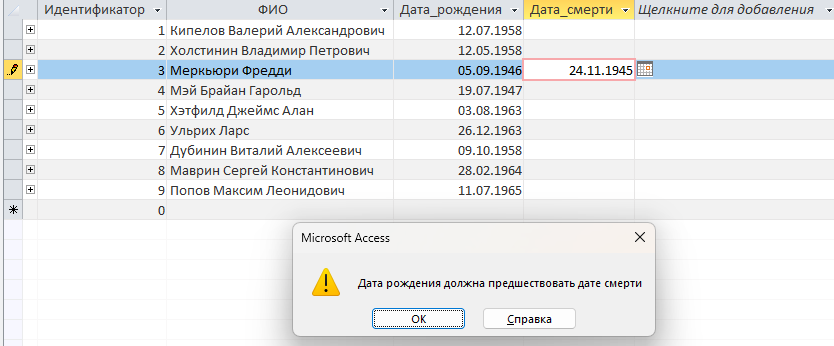 Идентификатор ФИО Дата_рождения Дата_смерти Щелкните для добавления
1 Кипелов Валерий Александрович 12.07.1958
2 Холстинин Владимир Петрович 12.05.1958
3 Меркьюри Фредди 05.09.1946 24.11.1945
4 Мэй Брайан Гарольд 19.07.1947
5 Хэтфилд Джеймс Алан 03.08.1963
6 Ульрих Ларс 26.12.1963
7 Дубинин Виталий Алексеевич 09.10.1958
8 Маврин Сергей Константинович 28.02.1964
9 Попов Максим Леонидович 11.07.1965
0
Microsoft Access
Дата рождения должна предшествовать дате смерти
ОК Справка